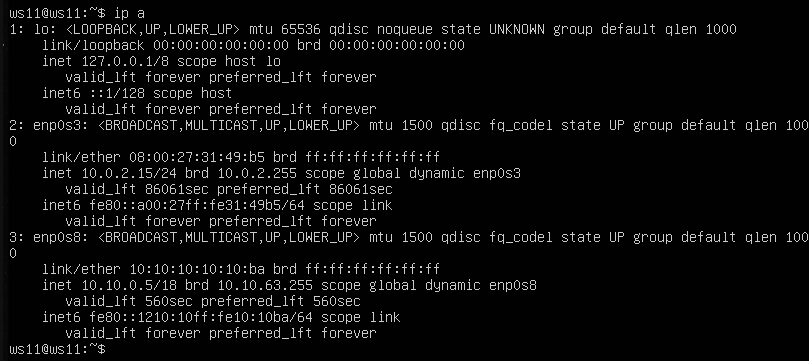 ws11@ws11:~$ ip a
1: lo: <LOOPBACK,UP,LOWER_UP> mtu 65536 qdisc noqueue state UNKNOWN group default qlen 1000
    link/loopback 00:00:00:00:00:00 brd 00:00:00:00:00:00
    inet 127.0.0.1/8 scope host lo
       valid_lft forever preferred_lft forever
    inet6 ::1/128 scope host
       valid_lft forever preferred_lft forever
2: enp0s3: <BROADCAST,MULTICAST,UP,LOWER_UP> mtu 1500 qdisc fq_codel state UP group default qlen 100
0
    link/ether 08:00:27:31:49:b5 brd ff:ff:ff:ff:ff:ff
    inet 10.0.2.15/24 brd 10.0.2.255 scope global dynamic enp0s3
       valid_lft 86061sec preferred_lft 86061sec
    inet6 fe80::a00:27ff:fe31:49b5/64 scope link
       valid_lft forever preferred_lft forever
3: enp0s8: <BROADCAST,MULTICAST,UP,LOWER_UP> mtu 1500 qdisc fq_codel state UP group default qlen 100
0
    link/ether 10:10:10:10:10:ba brd ff:ff:ff:ff:ff:ff
    inet 10.10.0.5/18 brd 10.10.63.255 scope global dynamic enp0s8
       valid_lft 560sec preferred_lft 560sec
    inet6 fe80::1210:10ff:fe10:10ba/64 scope link
       valid_lft forever preferred_lft forever
ws11@ws11:~$